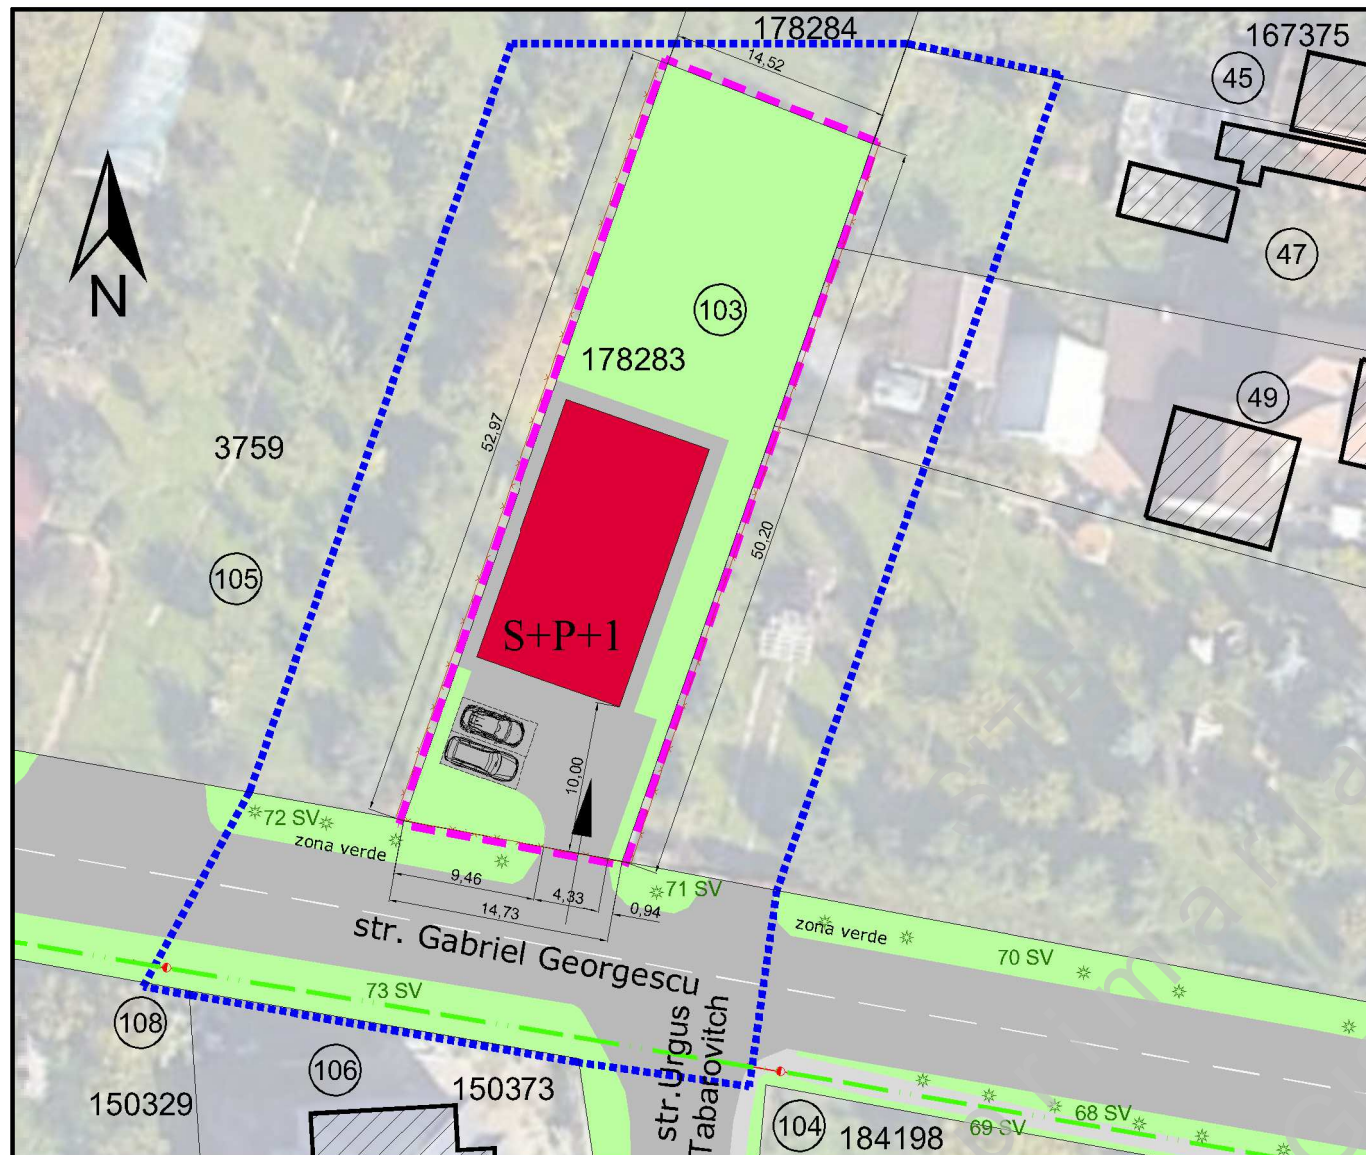 178284
167375
45
14,52
47
N
103
178283
49
52,97
3759
50,20
105
S+P+1
10,00
72 SV
zona verde
9,46
4,33
71 SV
0,94
14,73
zona verde
70 SV
str. Gabriel Georgescu
73 SV
108
str. Urgus
Tabarovitch
106
150329
150373
68 SV
69 SV
104
184198